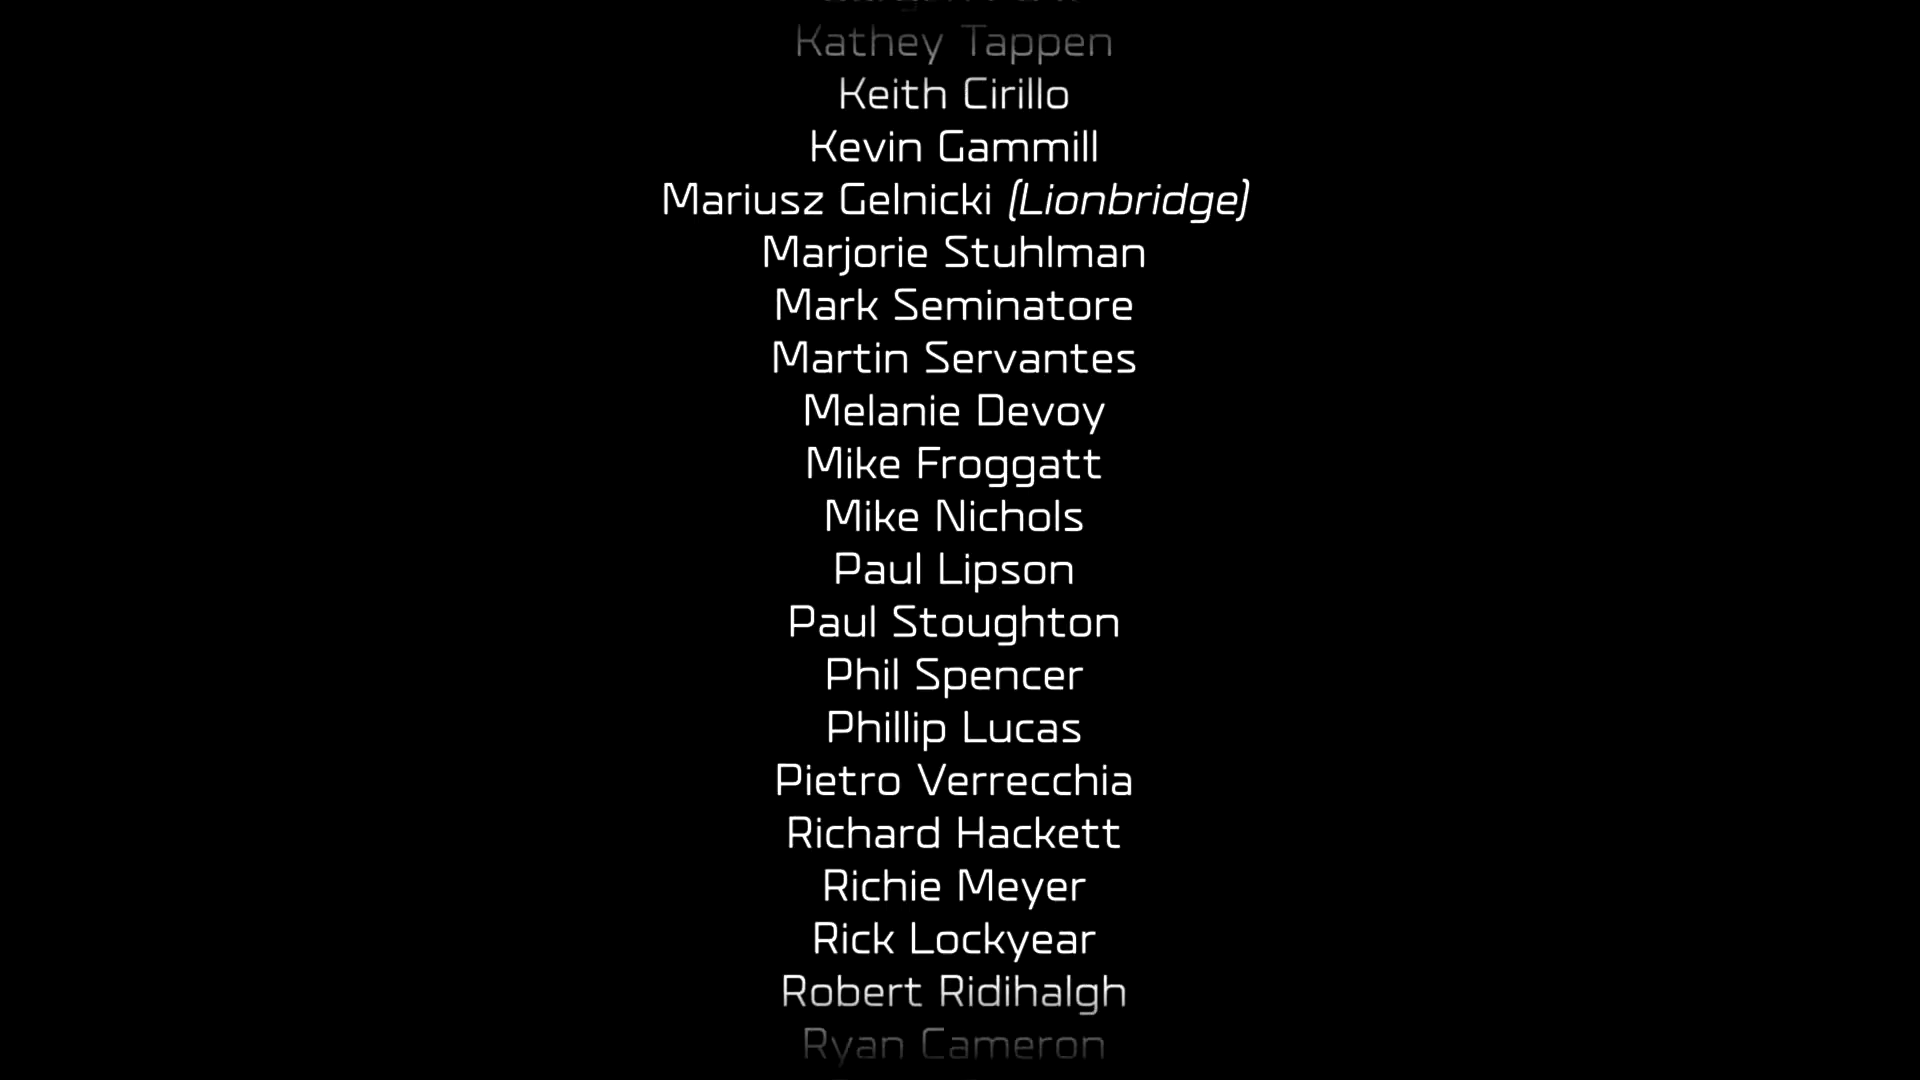 Kathey Tappen
Keith Cirillo
Kevin Gammill
Mariusz Gelnicki (Lionbridge)
Marjorie Stuhlman
Mark Seminatore
Martin Servantes
Melanie Devoy
Mike Froggatt
Mike Nichols
Paul Lipson
Paul Stoughton
Phil Spencer
Phillip Lucas
Pietro Verrecchia
Richard Hackett
Richie Meyer
Rick Lockyear
Robert Ridihalgh
Ryan Cameron